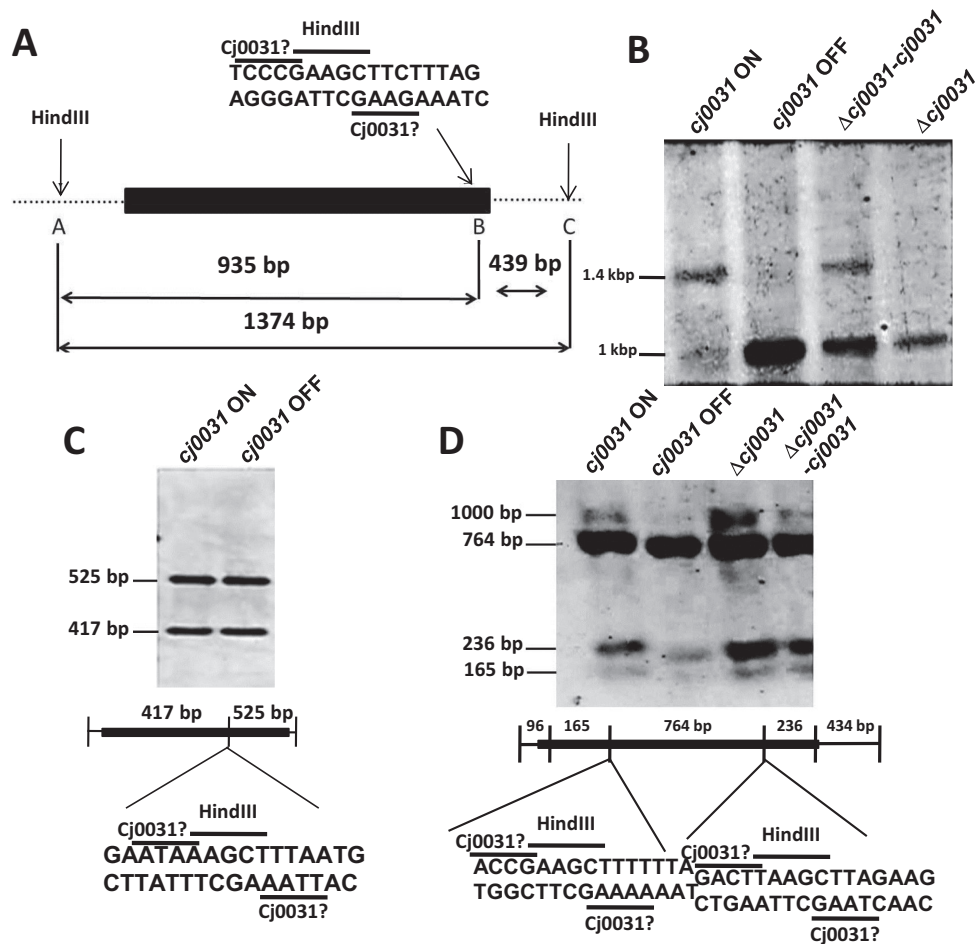 A
HindIII
Cj0031?
TCCCGAAGCTTCTTTAG
AGGGATTCGAAGAAATC
Cj0031?
HindIII
HindIII
A
B
C
935 bp
439 bp
1374 bp
B
cj0031 ON
cj0031 OFF
Δcj0031-cj0031
Δcj0031
1.4 kbp
1 kbp
C
cj0031 ON
cj0031 OFF
525 bp
417 bp
417 bp
525 bp
HindIII
Cj0031?
GAATAAAGCTTTAATG
CTTATTTCGAAATTAC
Cj0031?
D
cj0031 ON
cj0031 OFF
Δcj0031
Δcj0031
-cj0031
1000 bp
764 bp
236 bp
165 bp
96
165
764 bp
236
434 bp
HindIII
Cj0031?
ACCGAAGCTTTTTTA
TGGCTTCGAAAAAAT
Cj0031?
HindIII
Cj0031?
GACTTAAGCTTAGAAG
CTGAATTCGAATCAAC
Cj0031?